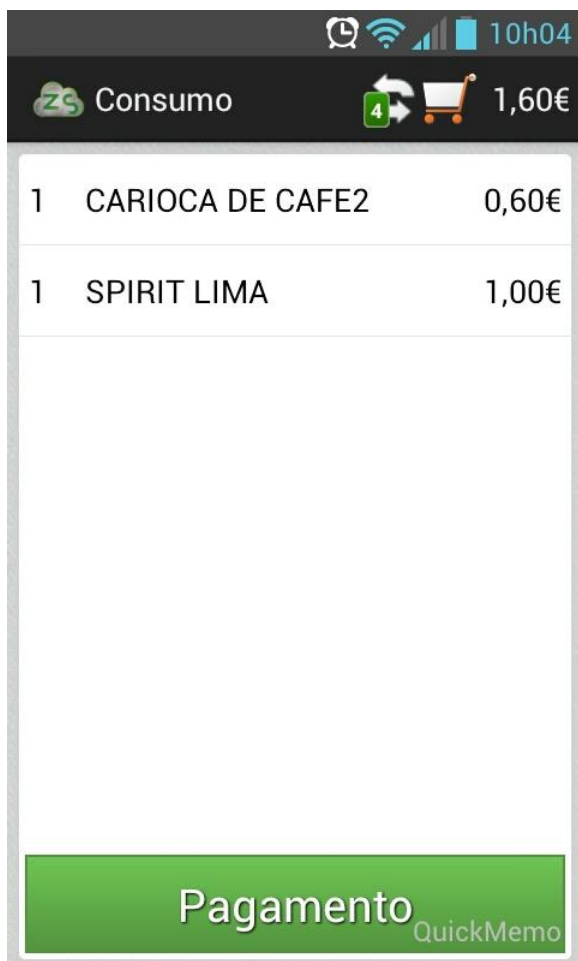 10h04
ZS Consumo 4 1,60€
1 CARIOCA DE CAFE2 0,60€
1 SPIRIT LIMA 1,00€
Pagamento
QuickMemo